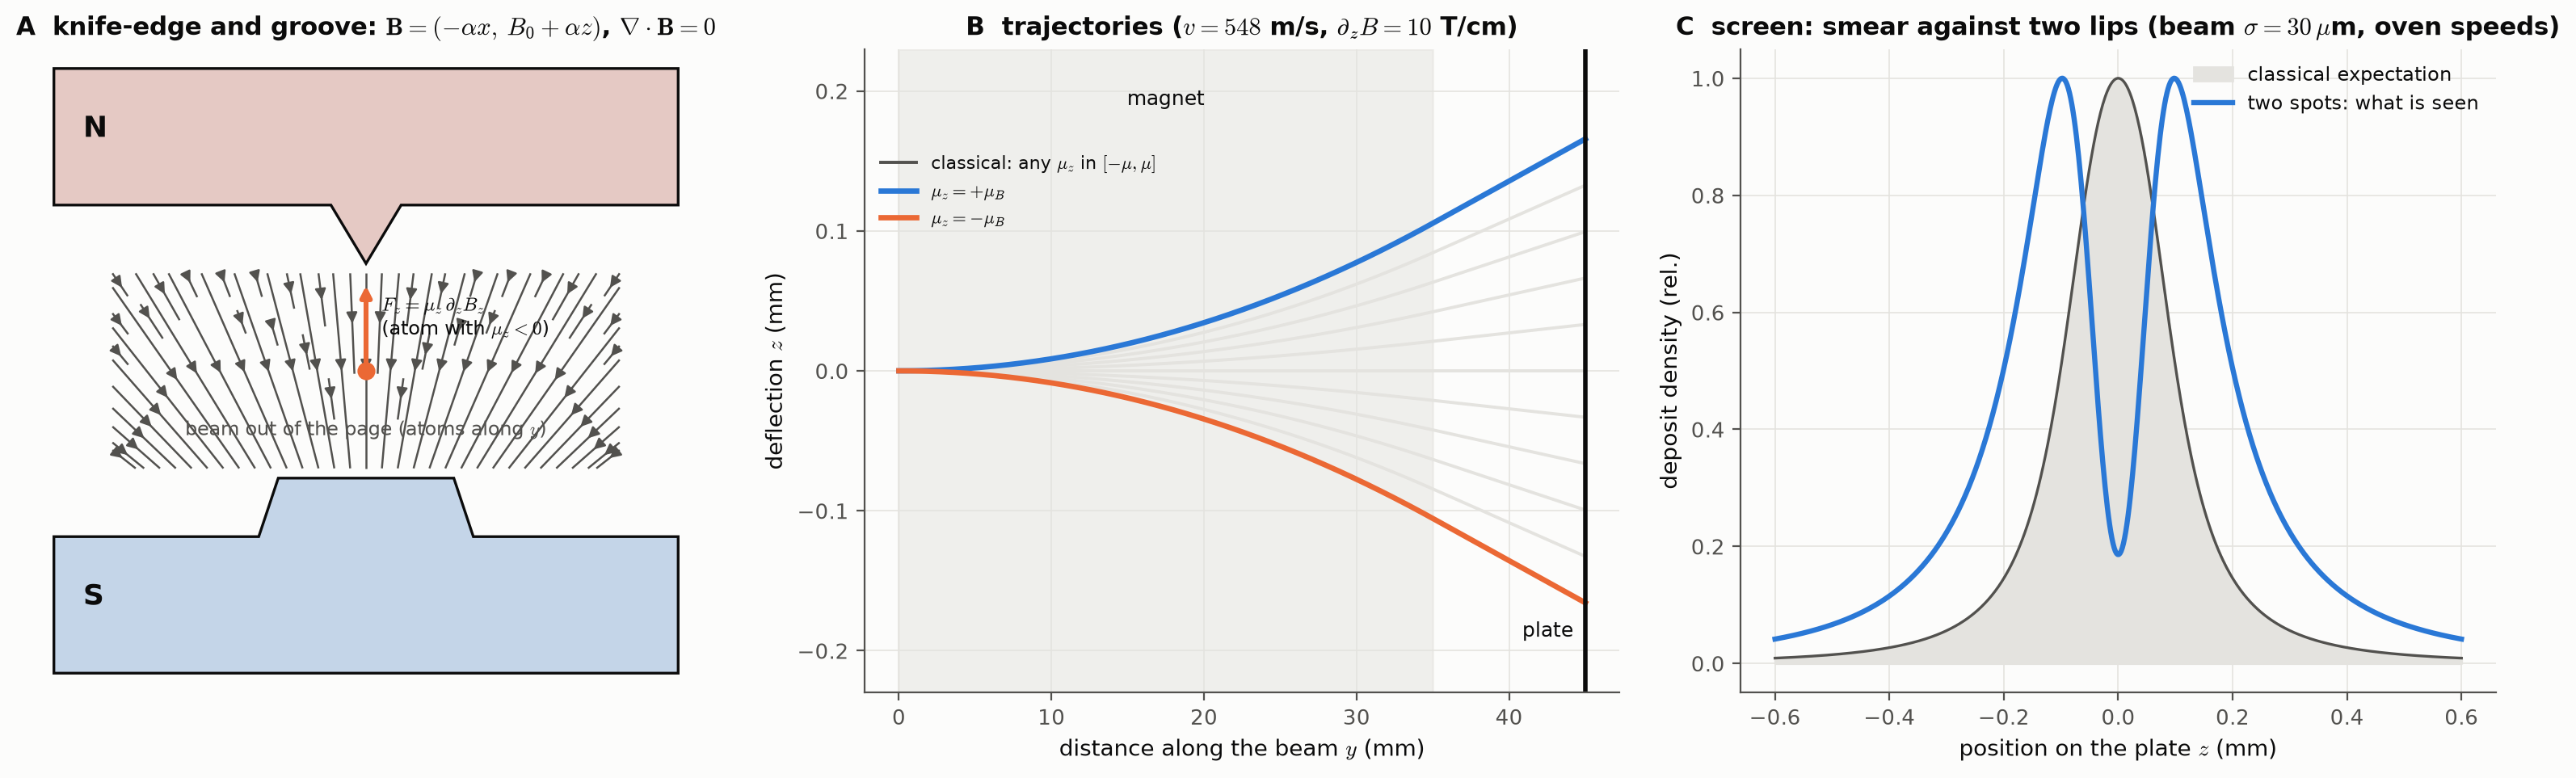 A knife-edge and groove: B = (−αx, B₀ + αz), ∇ · B = 0
N
F_z = μ_z ∂_z B_z
(atom with μ_z < 0)
beam out of the page (atoms along y)
S
B trajectories (v = 548 m/s, ∂_z B = 10 T/cm)
magnet
classical: any μ_z in [−μ, μ]
μ_z = +μ_B
μ_z = −μ_B
plate
deflection z (mm)
0.2
0.1
0.0
−0.1
−0.2
0 10 20 30 40
distance along the beam y (mm)
C screen: smear against two lips (beam σ = 30 μm, oven speeds)
classical expectation
two spots: what is seen
deposit density (rel.)
1.0
0.8
0.6
0.4
0.2
0.0
−0.6 −0.4 −0.2 0.0 0.2 0.4 0.6
position on the plate z (mm)